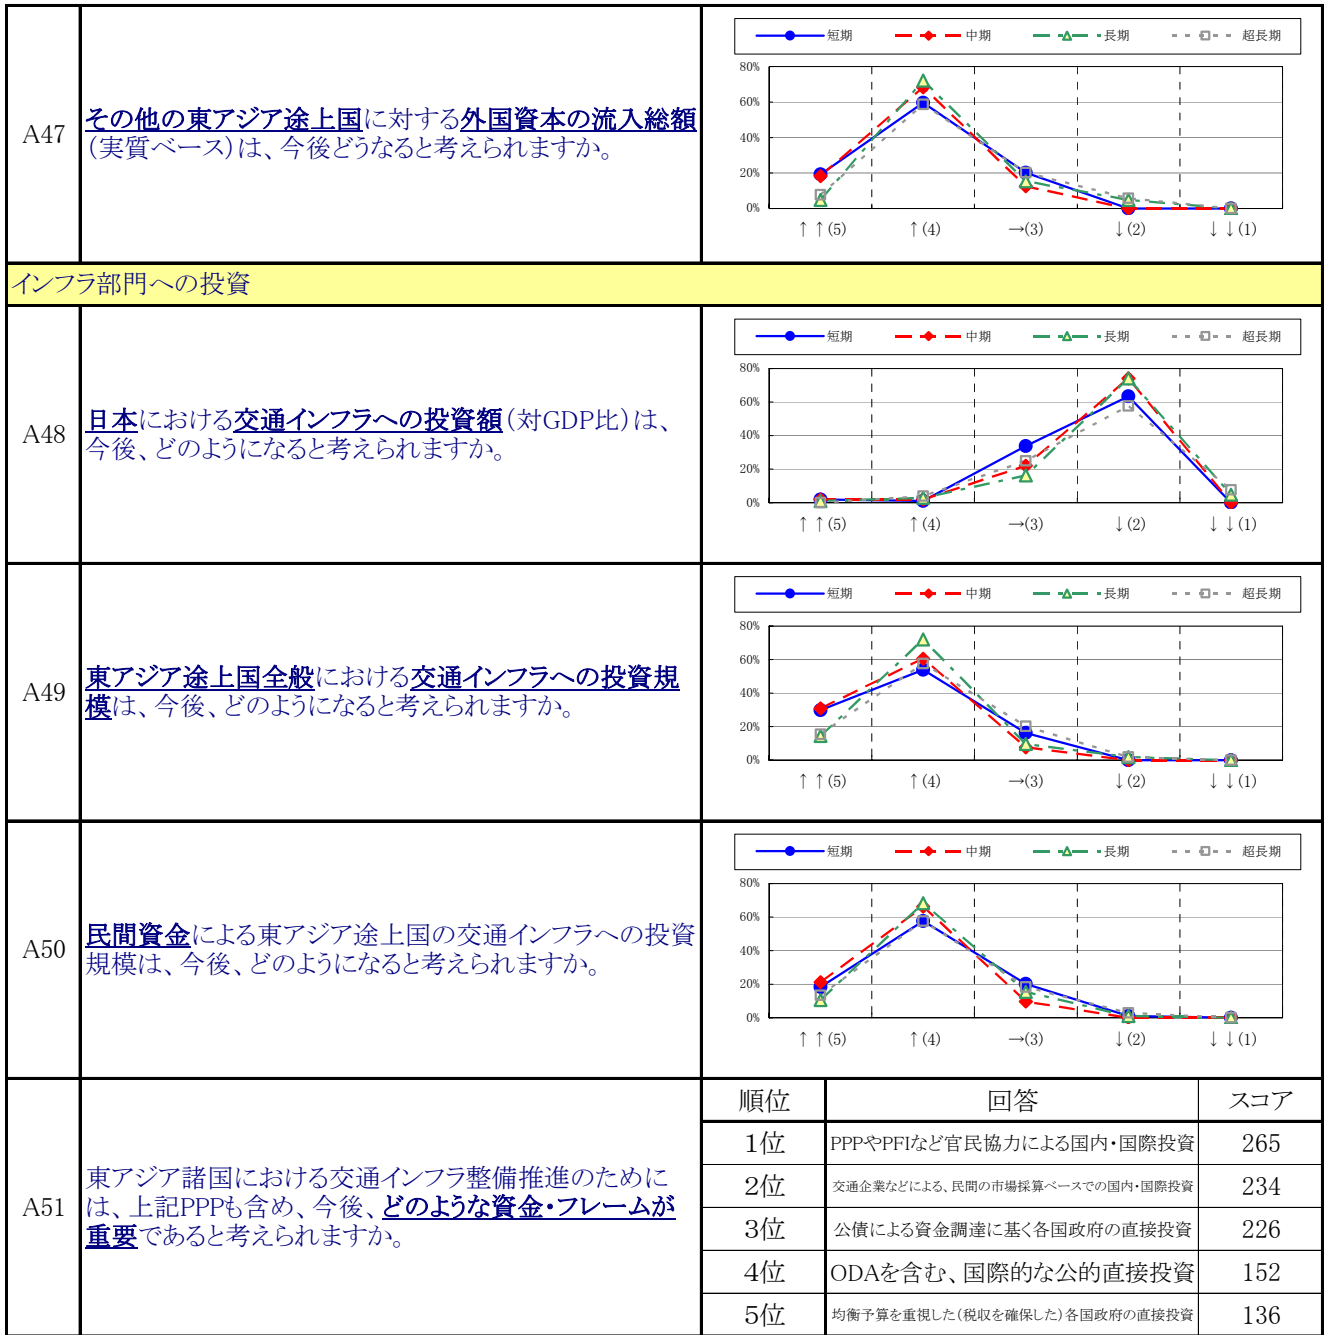 短期 中期 長期 超長期
80%
60%
40%
20%
0%
↑↑(5) ↑(4) →(3) ↓(2) ↓↓(1)
A47
その他の東アジア途上国に対する外国資本の流入総額
(実質ベース)は、今後どうなると考えられますか。
インフラ部門への投資
短期 中期 長期 超長期
80%
60%
40%
20%
0%
↑↑(5) ↑(4) →(3) ↓(2) ↓↓(1)
A48
日本における交通インフラへの投資額(対GDP比)は、
今後、どのようになると考えられますか。
短期 中期 長期 超長期
80%
60%
40%
20%
0%
↑↑(5) ↑(4) →(3) ↓(2) ↓↓(1)
A49
東アジア途上国全般における交通インフラへの投資規
模は、今後、どのようになると考えられますか。
短期 中期 長期 超長期
80%
60%
40%
20%
0%
↑↑(5) ↑(4) →(3) ↓(2) ↓↓(1)
A50
民間資金による東アジア途上国の交通インフラへの投資
規模は、今後、どのようになると考えられますか。
A51
東アジア諸国における交通インフラ整備推進のために
は、上記PPPも含め、今後、どのような資金・フレームが
重要であると考えられますか。
順位 回答 スコア
1位 PPPやPFIなど官民協力による国内・国際投資 265
2位 交通企業などによる、民間の市場採算ベースでの国内・国際投資 234
3位 公債による資金調達に基く各国政府の直接投資 226
4位 ODAを含む、国際的な公的直接投資 152
5位 均衡予算を重視した(税収を確保した)各国政府の直接投資 136